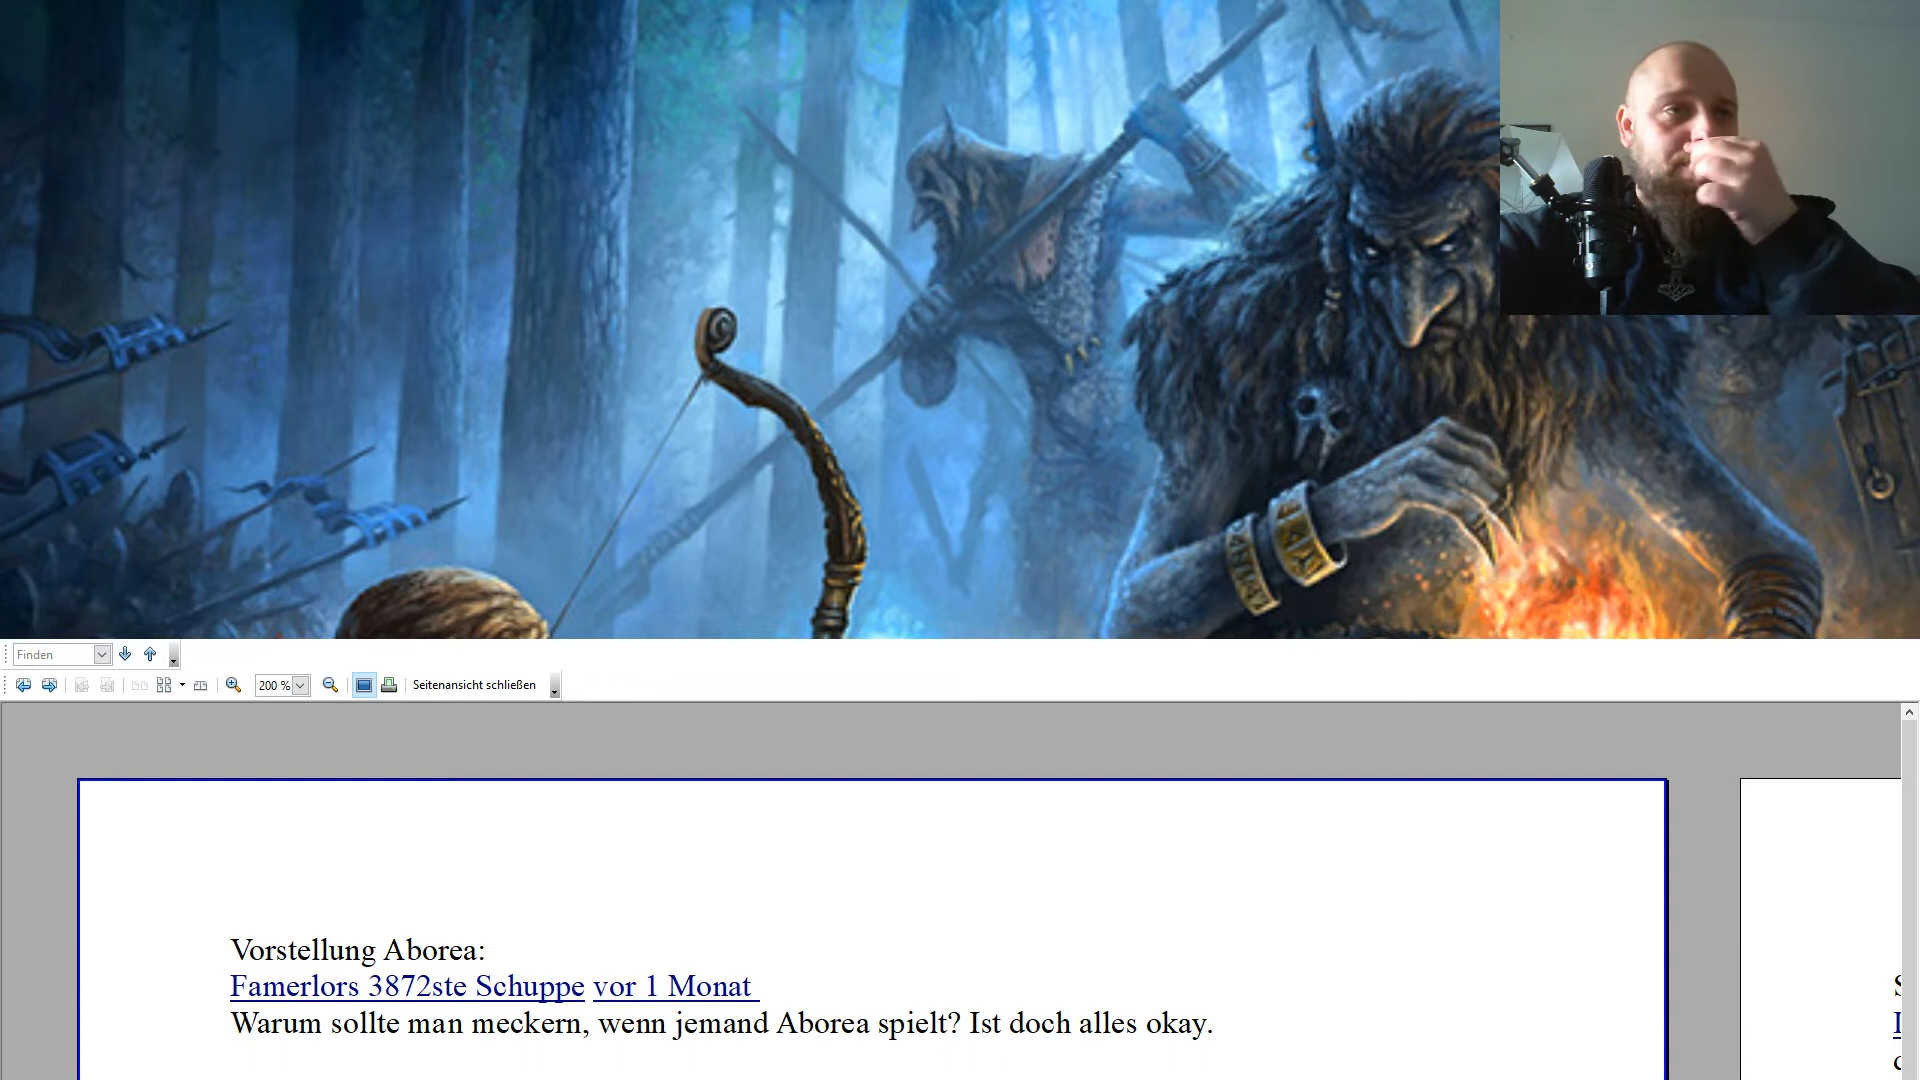 Finden
200 %
Seitenansicht schließen
Vorstellung Aborea:
Famerlors 3872ste Schuppe vor 1 Monat
Warum sollte man meckern, wenn jemand Aborea spielt? Ist doch alles okay.